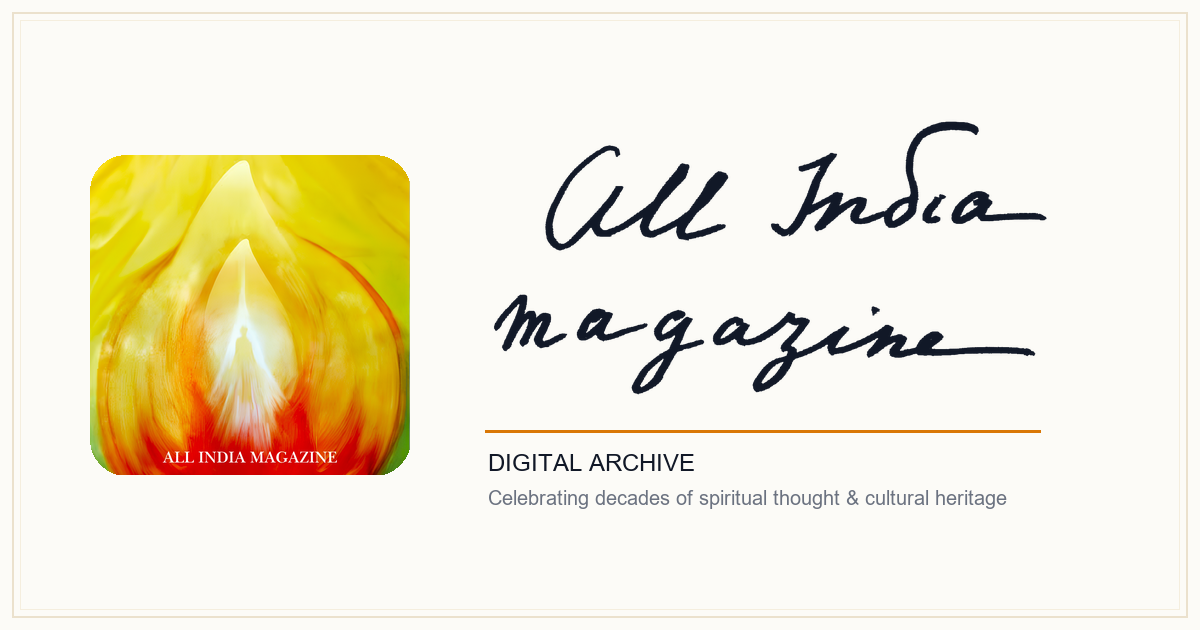 ALL INDIA MAGAZINE
All India
magazine
DIGITAL ARCHIVE
Celebrating decades of spiritual thought & cultural heritage